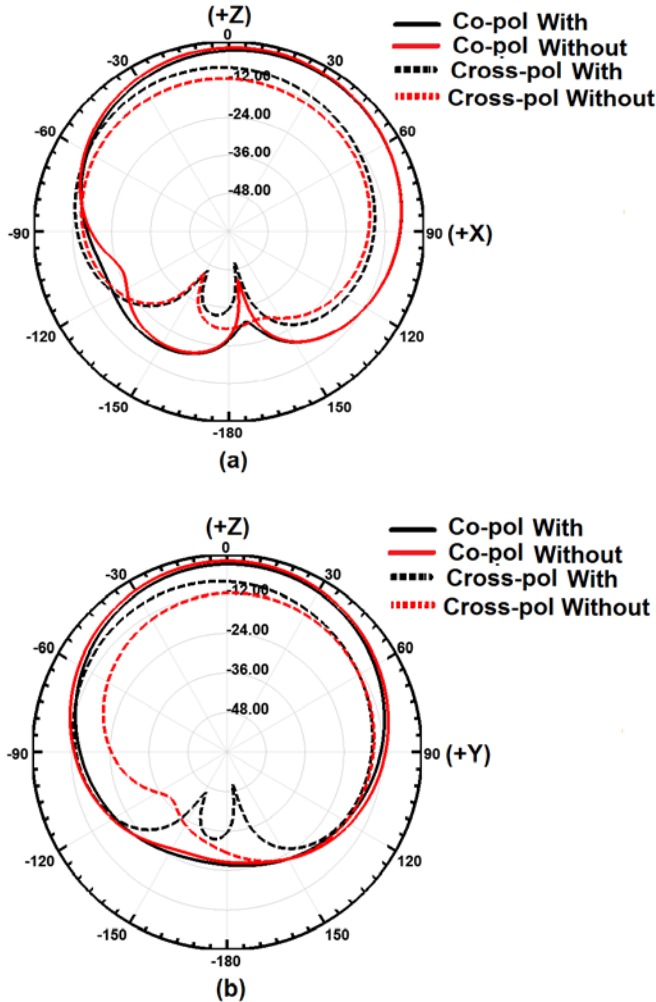 (+Z)
0
-30
30
-60
60
-90
90 (+X)
-120
120
-150
150
-180
-12.00
-24.00
-36.00
-48.00
Co-pol With
Co-pol Without
Cross-pol With
Cross-pol Without
(a)
(+Z)
0
-30
30
-60
60
-90
90 (+Y)
-120
120
-150
150
-180
-12.00
-24.00
-36.00
-48.00
Co-pol With
Co-pol Without
Cross-pol With
Cross-pol Without
(b)